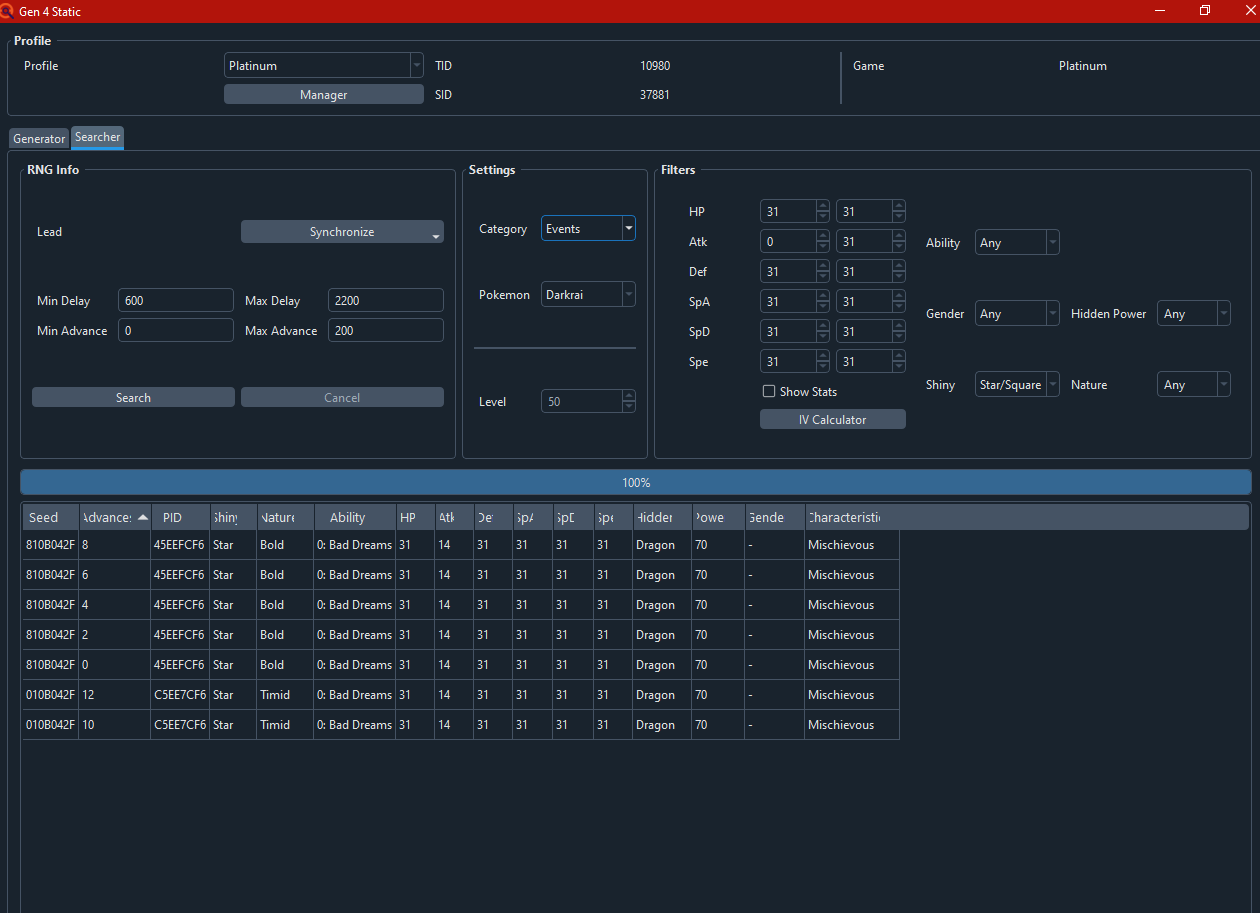 Gen 4 Static
Profile
Profile Platinum TID 10980 Game Platinum
Manager SID 37881
Generator Searcher
RNG Info Settings Filters
HP 31 31
Lead Synchronize Category Events
Atk 0 31 Ability Any
Def 31 31
Min Delay 600 Max Delay 2200 Pokemon Darkrai SpA 31 31
Gender Any Hidden Power Any
Min Advance 0 Max Advance 200 SpD 31 31
Spe 31 31
Shiny Star/Square Nature Any
Search Cancel Level 50 Show Stats
IV Calculator
100%
Seed Advances PID Shiny Nature Ability HP Atk Def SpA SpD Spe Hidden Powe Gende Characteristic
810B042F 8 45EEFCF6 Star Bold 0: Bad Dreams 31 14 31 31 31 31 Dragon 70 - Mischievous
810B042F 6 45EEFCF6 Star Bold 0: Bad Dreams 31 14 31 31 31 31 Dragon 70 - Mischievous
810B042F 4 45EEFCF6 Star Bold 0: Bad Dreams 31 14 31 31 31 31 Dragon 70 - Mischievous
810B042F 2 45EEFCF6 Star Bold 0: Bad Dreams 31 14 31 31 31 31 Dragon 70 - Mischievous
810B042F 0 45EEFCF6 Star Bold 0: Bad Dreams 31 14 31 31 31 31 Dragon 70 - Mischievous
010B042F 12 C5EE7CF6 Star Timid 0: Bad Dreams 31 14 31 31 31 31 Dragon 70 - Mischievous
010B042F 10 C5EE7CF6 Star Timid 0: Bad Dreams 31 14 31 31 31 31 Dragon 70 - Mischievous